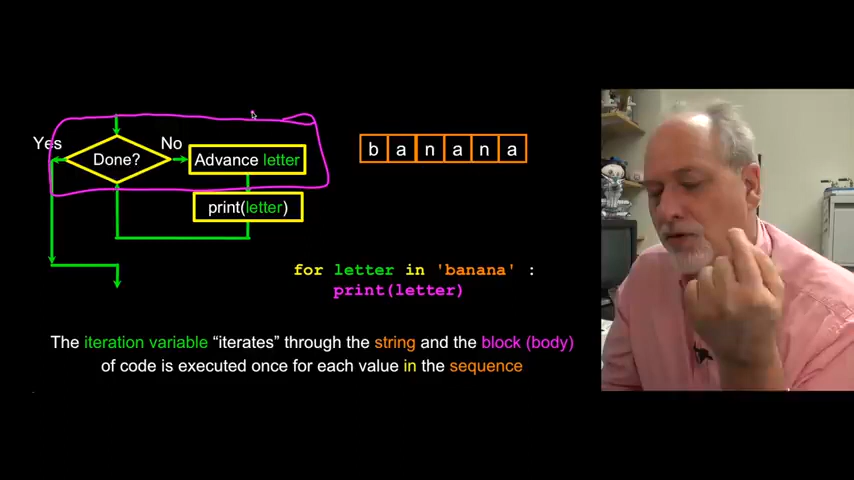 Yes
No
Done?
Advance letter
print(letter)
b a n a n a
for letter in 'banana' :
print(letter)
The iteration variable “iterates” through the string and the block (body)
of code is executed once for each value in the sequence